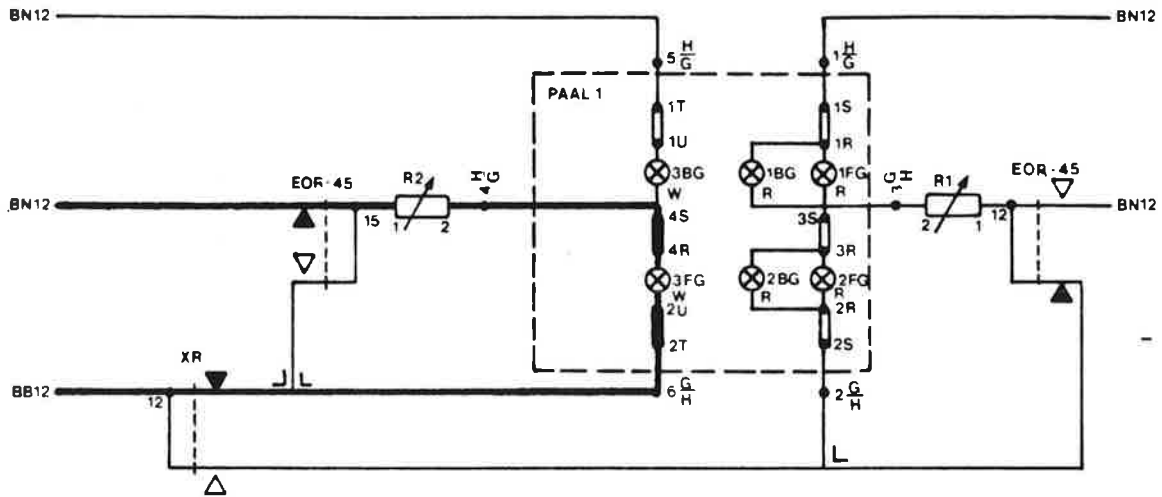 BN12
BN12
5 H/G
1 H/G
PAAL 1
1T
1S
1U
1R
3BG
W
1BG
R
1FG
R
EOR-45
R2
4 H/G
G/H 3
R1
EOR-45
BN12
15
1
2
4S
3S
2
1
12
BN12
4R
3R
3FG
W
2BG
R
2FG
R
2U
2R
2T
2S
XR
BB12
12
6 G/H
2 G/H